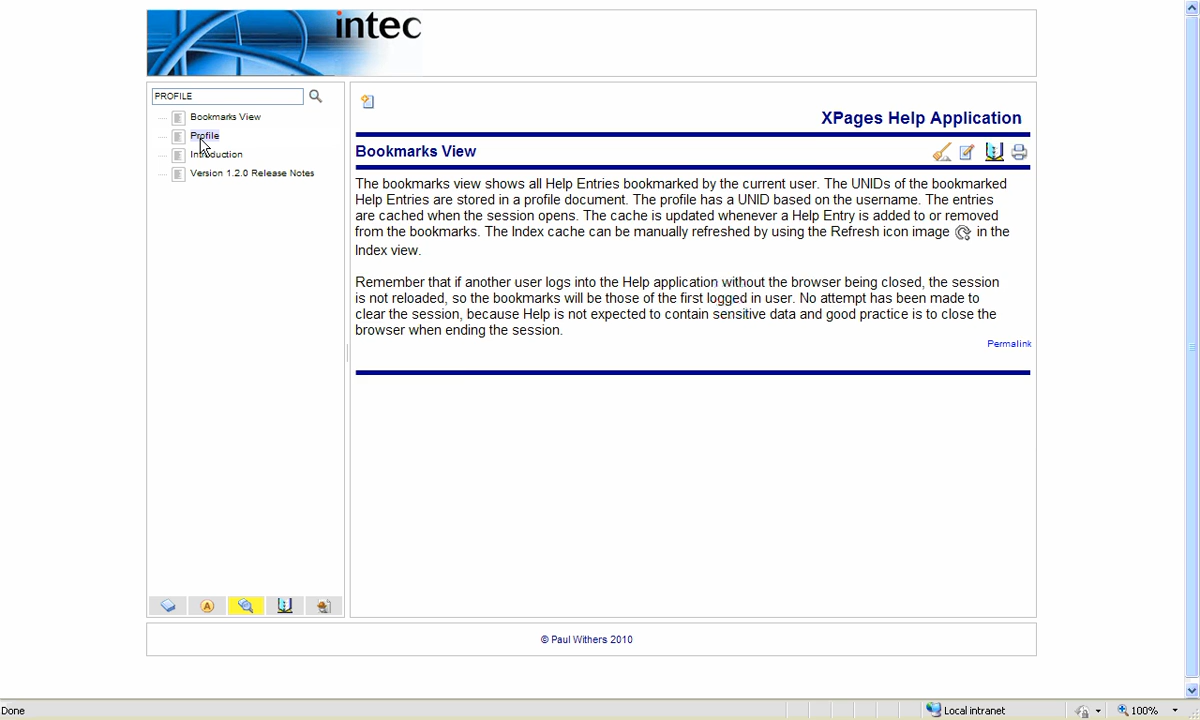 intec
PROFILE
Bookmarks View
Profile
Introduction
Version 1.2.0 Release Notes
XPages Help Application
Bookmarks View
The bookmarks view shows all Help Entries bookmarked by the current user. The UNIDs of the bookmarked
Help Entries are stored in a profile document. The profile has a UNID based on the username. The entries
are cached when the session opens. The cache is updated whenever a Help Entry is added to or removed
from the bookmarks. The Index cache can be manually refreshed by using the Refresh icon image in the
Index view.
Remember that if another user logs into the Help application without the browser being closed, the session
is not reloaded, so the bookmarks will be those of the first logged in user. No attempt has been made to
clear the session, because Help is not expected to contain sensitive data and good practice is to close the
browser when ending the session.
Permalink
A
© Paul Withers 2010
Done
Local intranet
100%